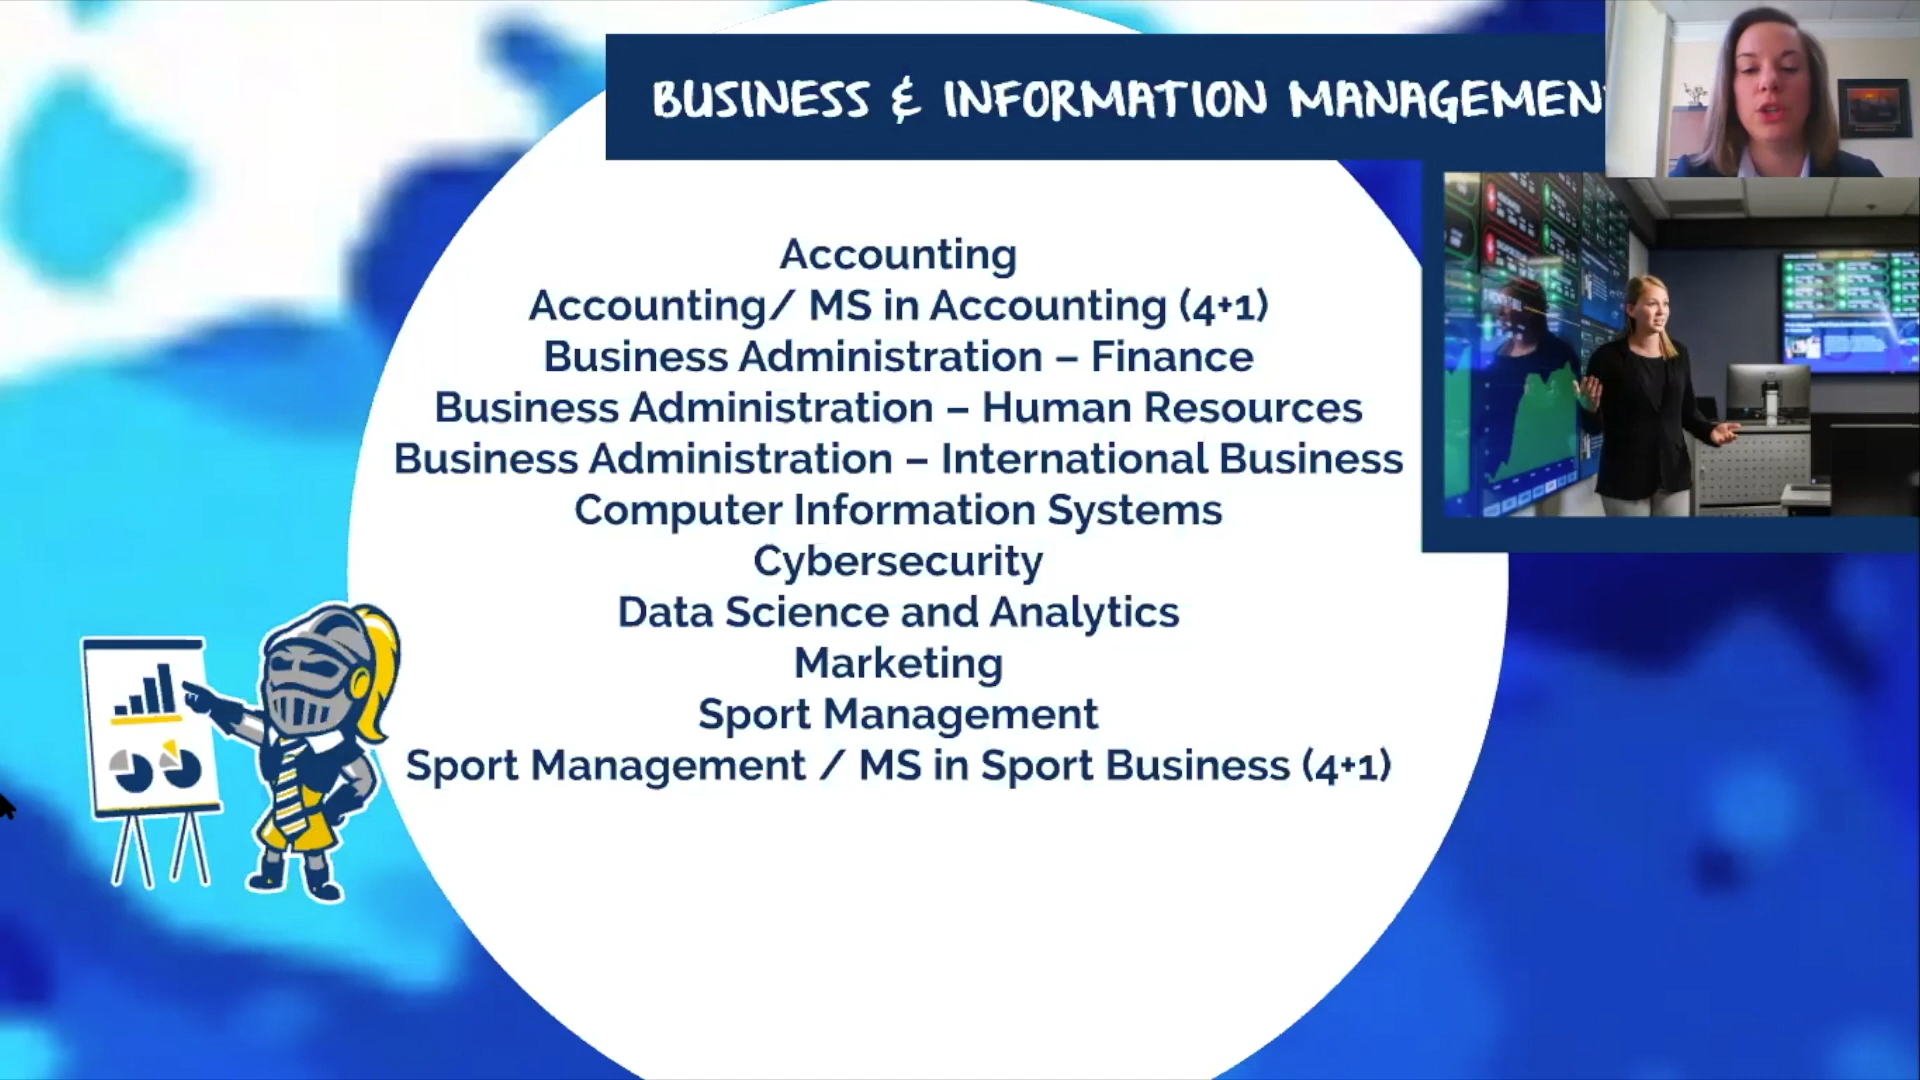 BUSINESS & INFORMATION MANAGEMEN
Accounting
Accounting/ MS in Accounting (4+1)
Business Administration – Finance
Business Administration – Human Resources
Business Administration – International Business
Computer Information Systems
Cybersecurity
Data Science and Analytics
Marketing
Sport Management
Sport Management / MS in Sport Business (4+1)